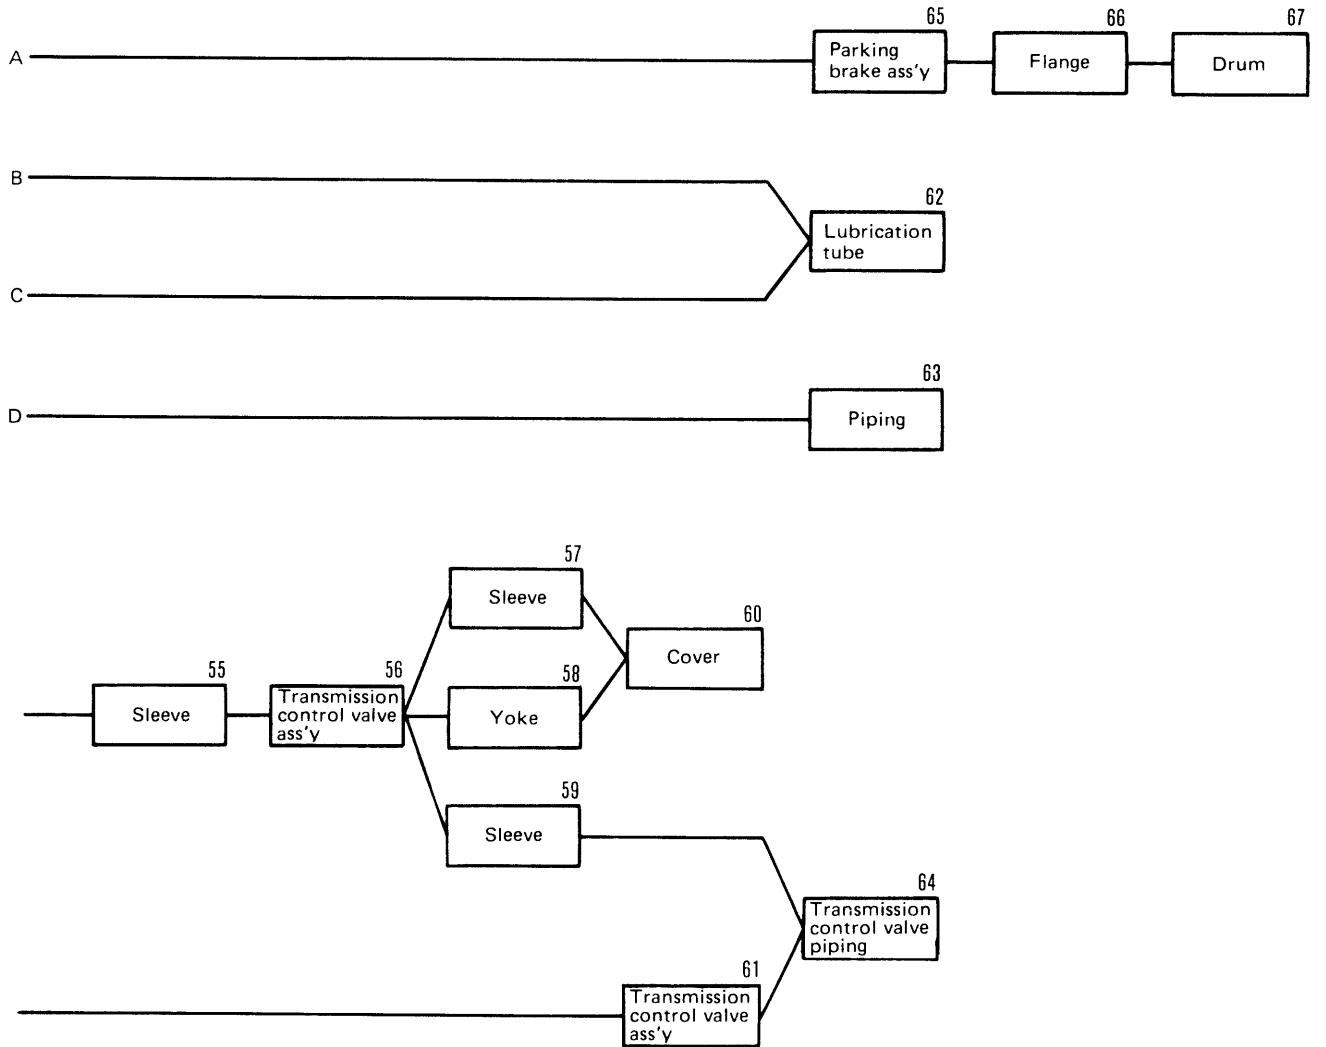 65
66
67
A
Parking
brake ass'y
Flange
Drum
B
62
Lubrication
tube
C
63
D
Piping
57
Sleeve
60
Cover
55
56
58
Sleeve
Transmission
control valve
ass'y
Yoke
59
Sleeve
64
Transmission
control valve
piping
61
Transmission
control valve
ass'y